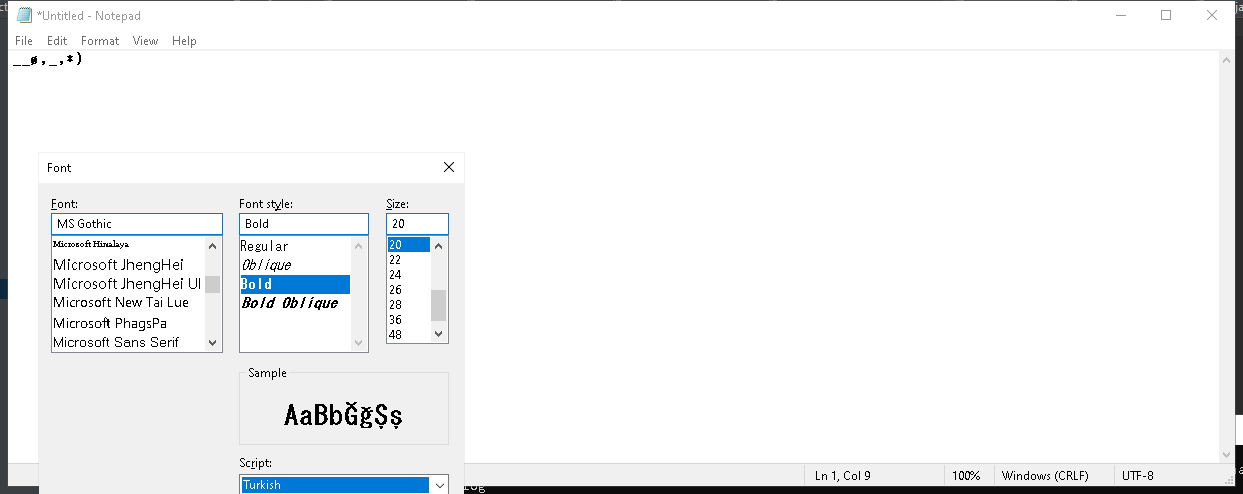 *Untitled - Notepad
File Edit Format View Help
__ø,_,*)
Font
Font: Font style: Size:
MS Gothic Bold 20
Microsoft Himalaya Regular 20
Microsoft JhengHei Oblique 22
Microsoft JhengHei UI Bold 24
Microsoft New Tai Lue Bold Oblique 26
Microsoft PhagsPa 28
Microsoft Sans Serif 36
48
Sample
AaBbĞğŞş
Script:
Turkish
Ln 1, Col 9 100% Windows (CRLF) UTF-8